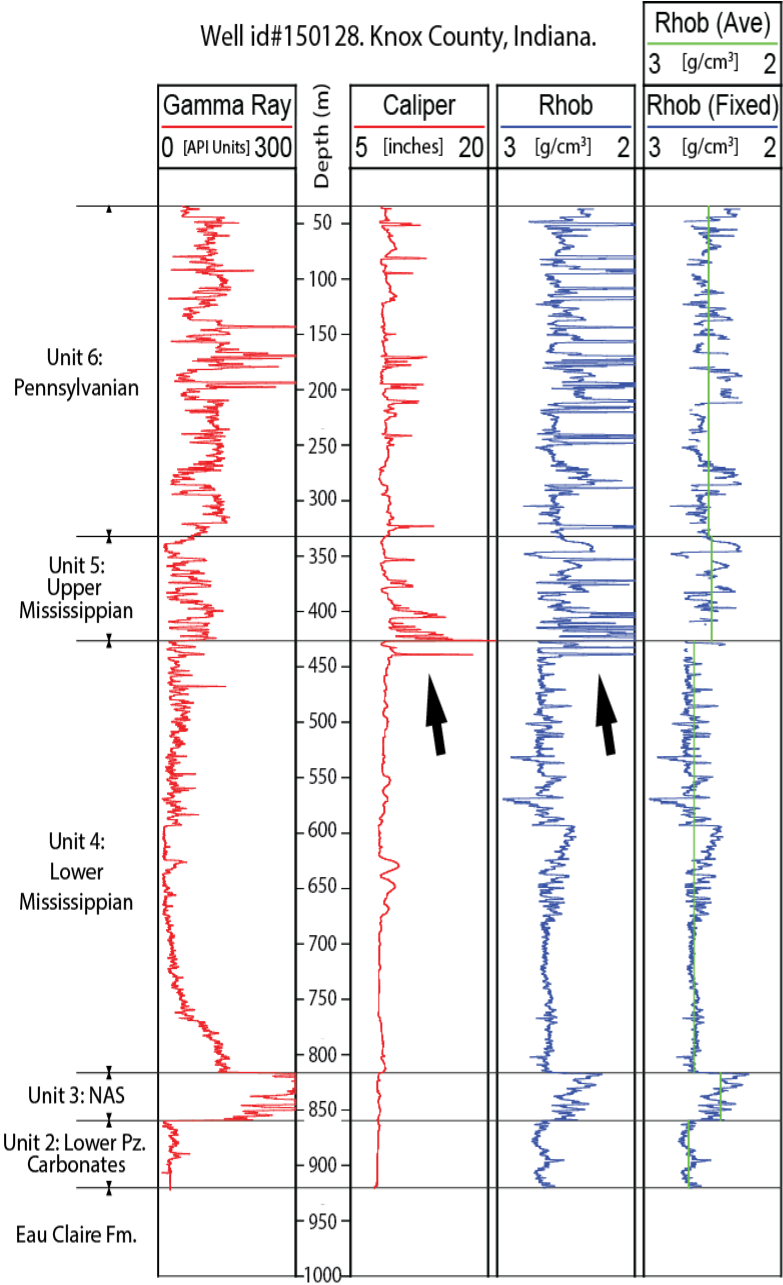 Well id#150128. Knox County, Indiana.
Rhob (Ave)
3 [g/cm³] 2
Gamma Ray
0 [API Units] 300
Depth (m)
Caliper
5 [inches] 20
Rhob
3 [g/cm³] 2
Rhob (Fixed)
3 [g/cm³] 2
50
100
150
200
250
300
350
400
450
500
550
600
650
700
750
800
850
900
950
1000
Unit 6:
Pennsylvanian
Unit 5:
Upper
Mississippian
Unit 4:
Lower
Mississippian
Unit 3: NAS
Unit 2: Lower Pz.
Carbonates
Eau Claire Fm.